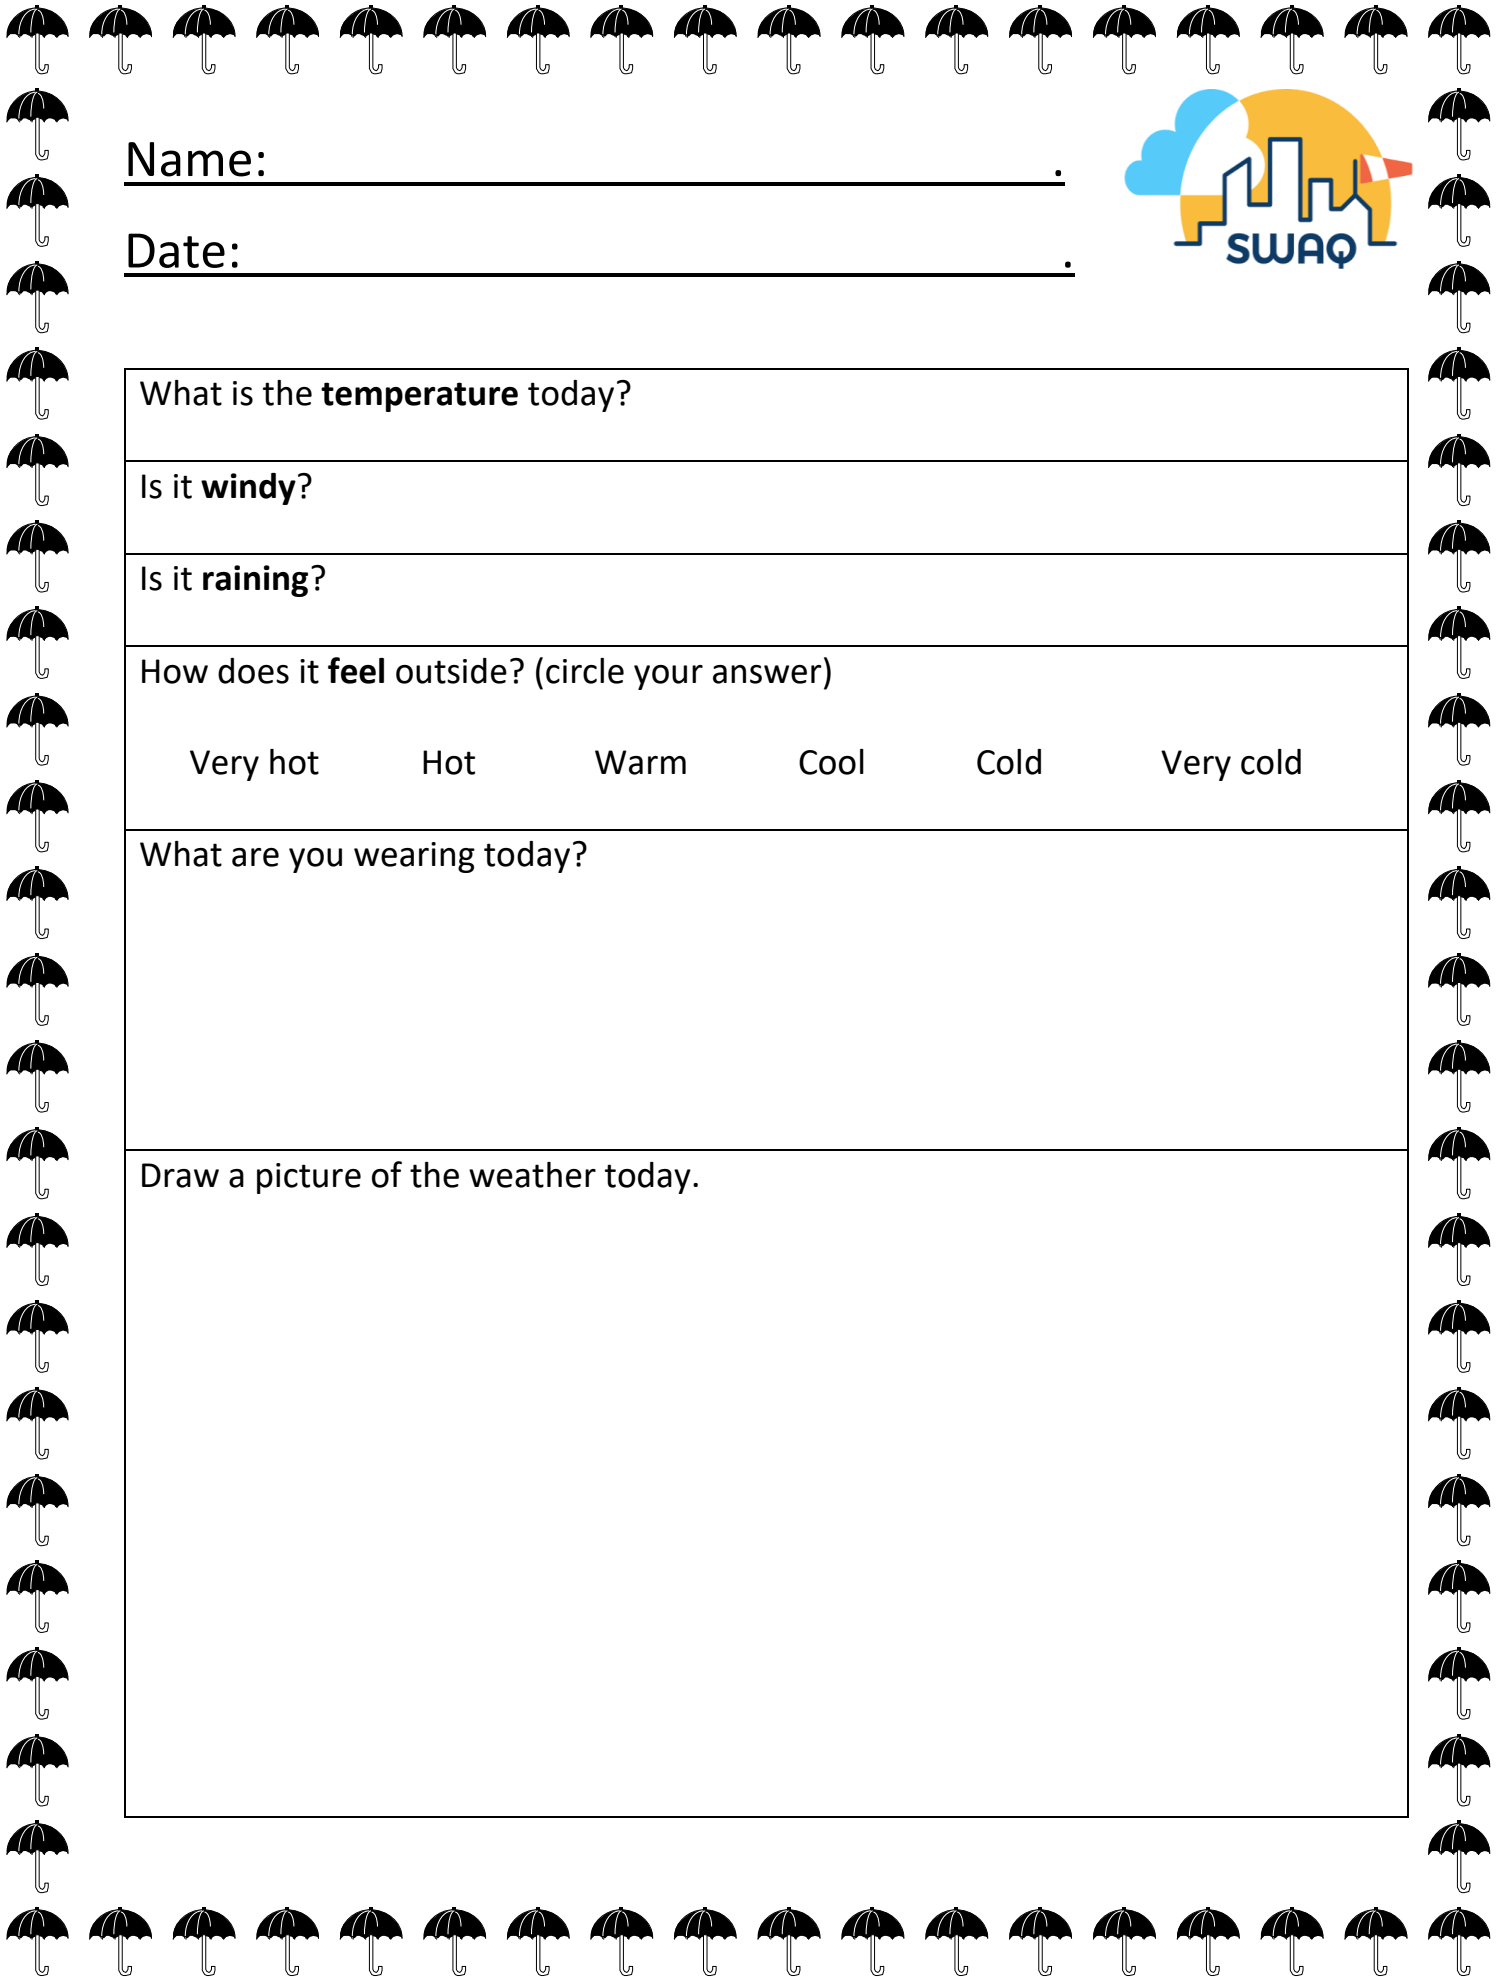 Name: .
SWAQ
Date: .
What is the temperature today?
Is it windy?
Is it raining?
How does it feel outside? (circle your answer)
Very hot Hot Warm Cool Cold Very cold
What are you wearing today?
Draw a picture of the weather today.